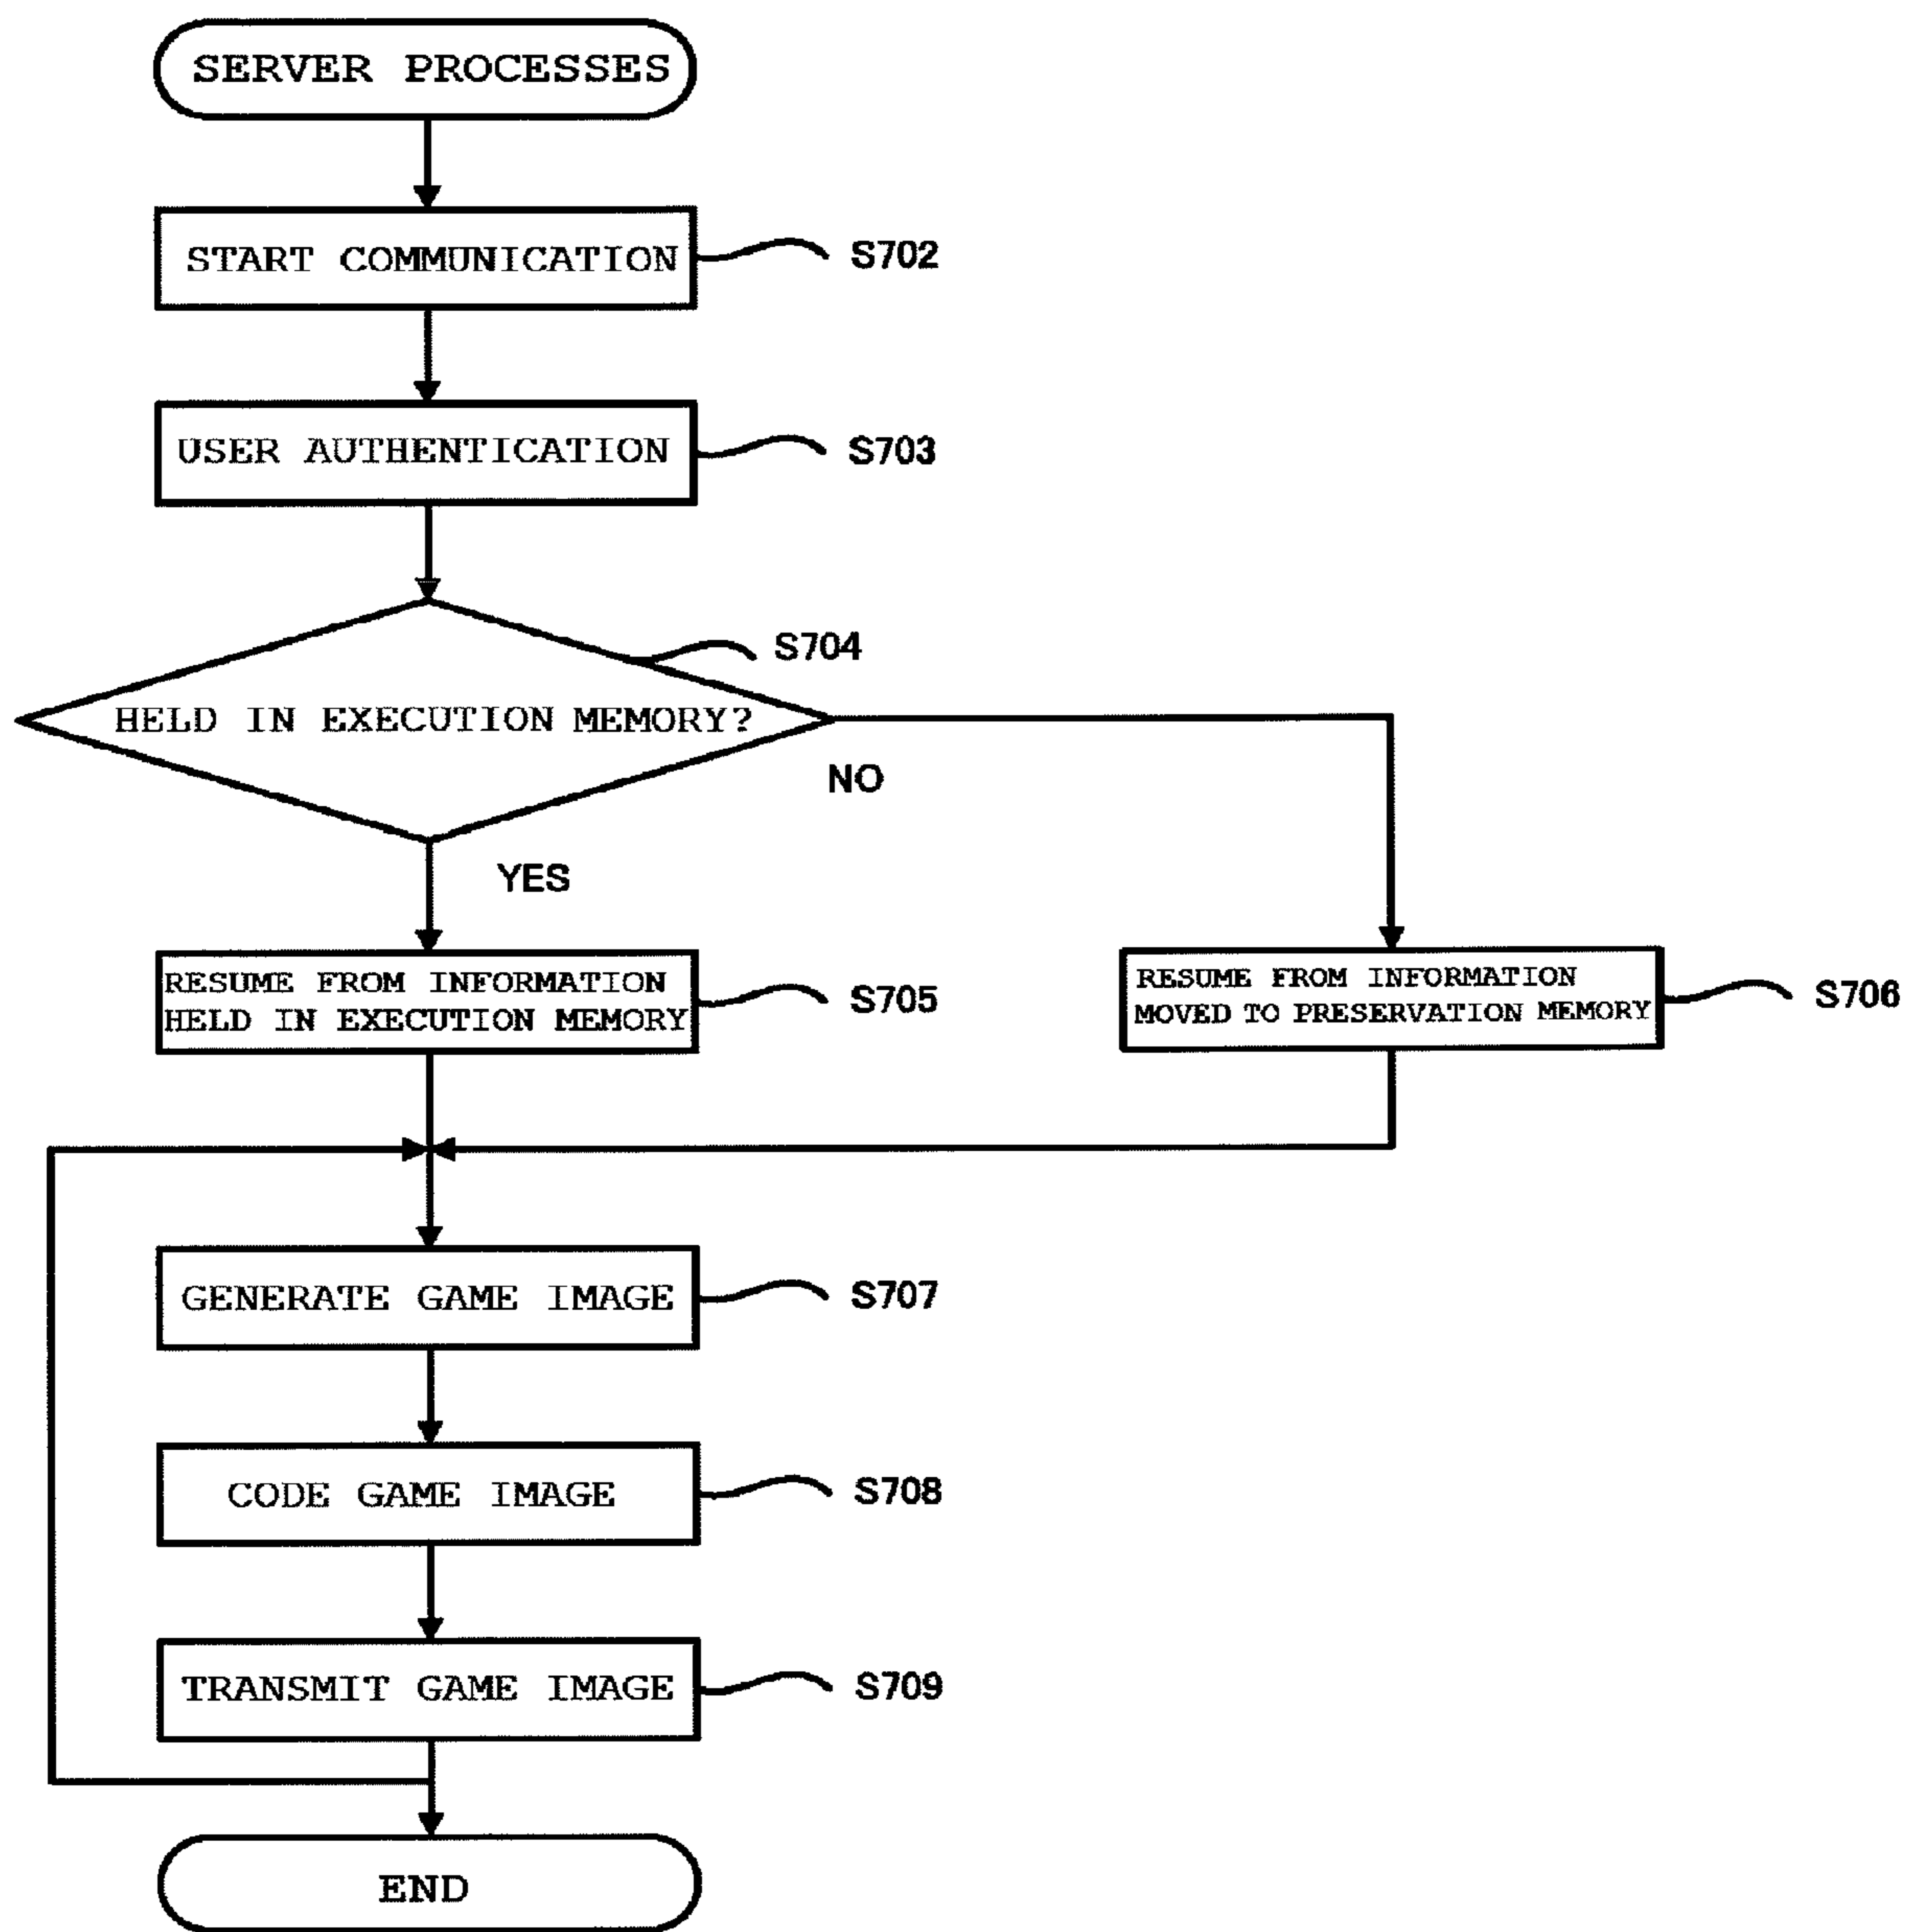 SERVER PROCESSES
START COMMUNICATION
S702
USER AUTHENTICATION
S703
S704
HELD IN EXECUTION MEMORY?
NO
YES
RESUME FROM INFORMATION
HELD IN EXECUTION MEMORY
S705
RESUME FROM INFORMATION
MOVED TO PRESERVATION MEMORY
S706
GENERATE GAME IMAGE
S707
CODE GAME IMAGE
S708
TRANSMIT GAME IMAGE
S709
END